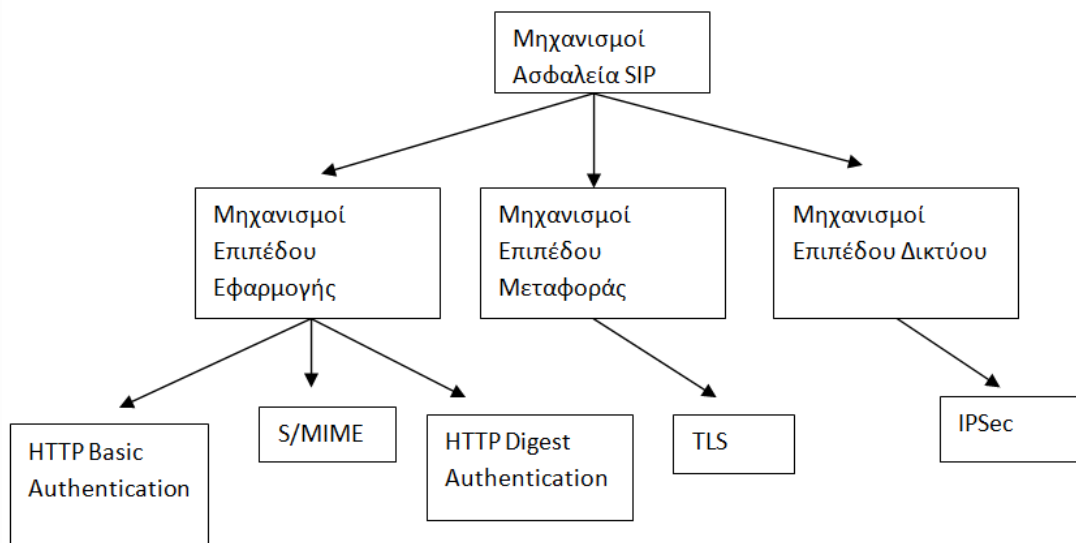 Μηχανισμοί
Ασφαλεία SIP
Μηχανισμοί
Επιπέδου
Εφαρμογής
Μηχανισμοί
Επιπέδου
Μεταφοράς
Μηχανισμοί
Επιπέδου Δικτύου
HTTP Basic
Authentication
S/MIME
HTTP Digest
Authentication
TLS
IPSec